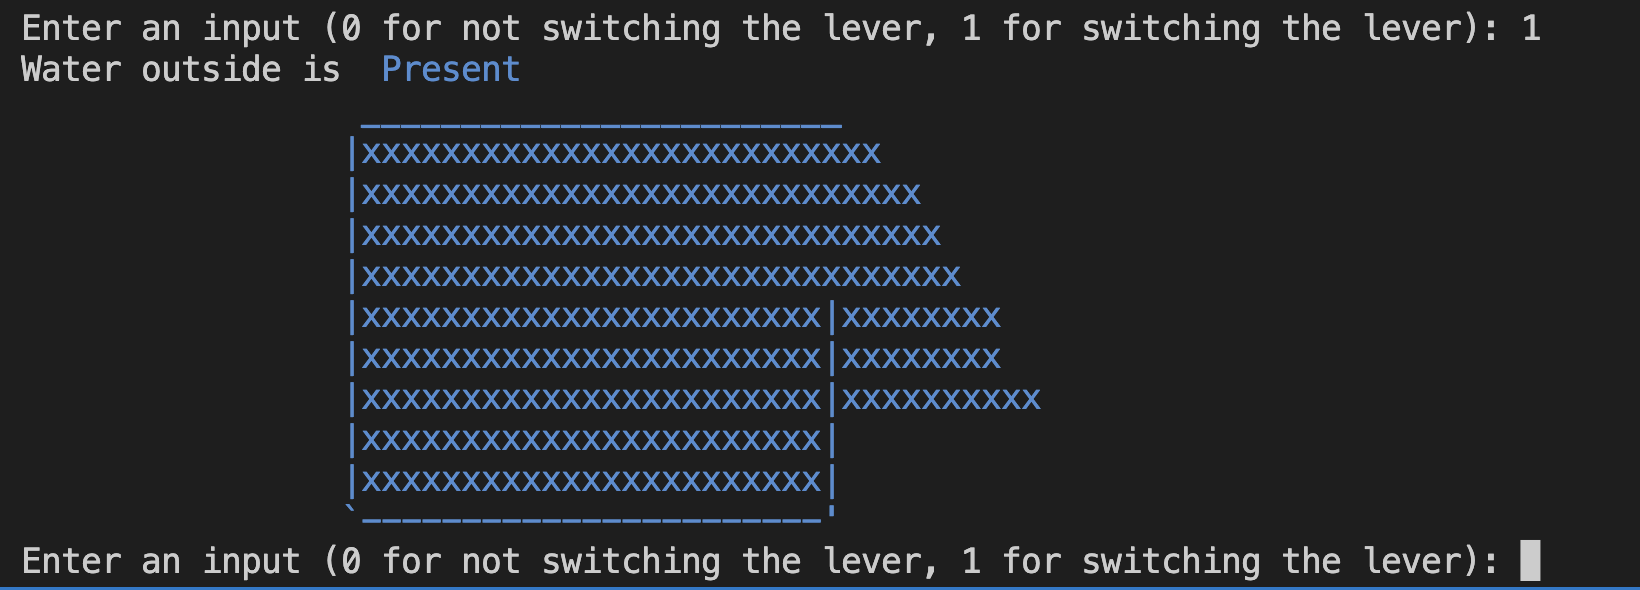 Enter an input (0 for not switching the lever, 1 for switching the lever): 1
Water outside is  Present
                 ________________________
                |xxxxxxxxxxxxxxxxxxxxxxxxxx
                |xxxxxxxxxxxxxxxxxxxxxxxxxxxx
                |xxxxxxxxxxxxxxxxxxxxxxxxxxxxx
                |xxxxxxxxxxxxxxxxxxxxxxxxxxxxxx
                |xxxxxxxxxxxxxxxxxxxxxxx|xxxxxxxx
                |xxxxxxxxxxxxxxxxxxxxxxx|xxxxxxxx
                |xxxxxxxxxxxxxxxxxxxxxxx|xxxxxxxxxx
                |xxxxxxxxxxxxxxxxxxxxxxx|
                |xxxxxxxxxxxxxxxxxxxxxxx|
                `_______________________'
Enter an input (0 for not switching the lever, 1 for switching the lever):